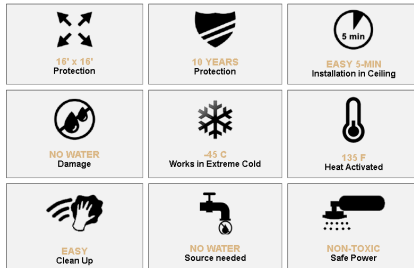 16' x 16'
Protection
10 YEARS
Protection
5 min
EASY 5-MIN
Installation in Ceiling
NO WATER
Damage
-45 C
Works in Extreme Cold
135 F
Heat Activated
EASY
Clean Up
NO WATER
Source needed
NON-TOXIC
Safe Power